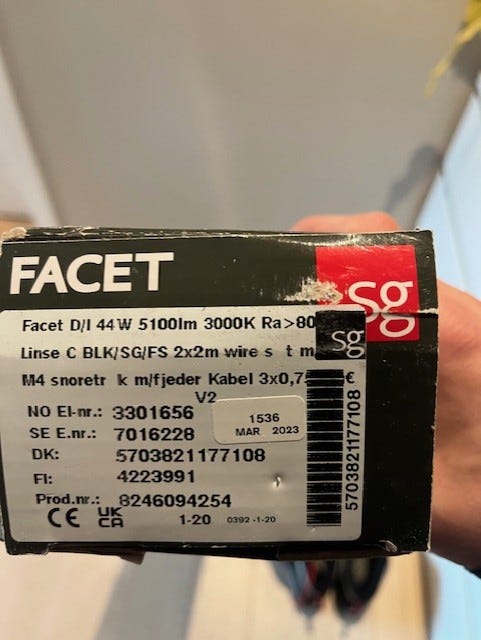 FACET
sg
Facet D/I 44W 5100lm 3000K Ra>80
Linse C BLK/SG/FS 2x2m wire s t m
sg
M4 snoretr k m/fjeder Kabel 3x0,7 €
V2
NO El-nr.: 3301656
1536
MAR 2023
SE E.nr.: 7016228
DK: 5703821177108
FI: 4223991
Prod.nr.: 8246094254
CE UKCA 1-20 0392 -1-20
5703821177108